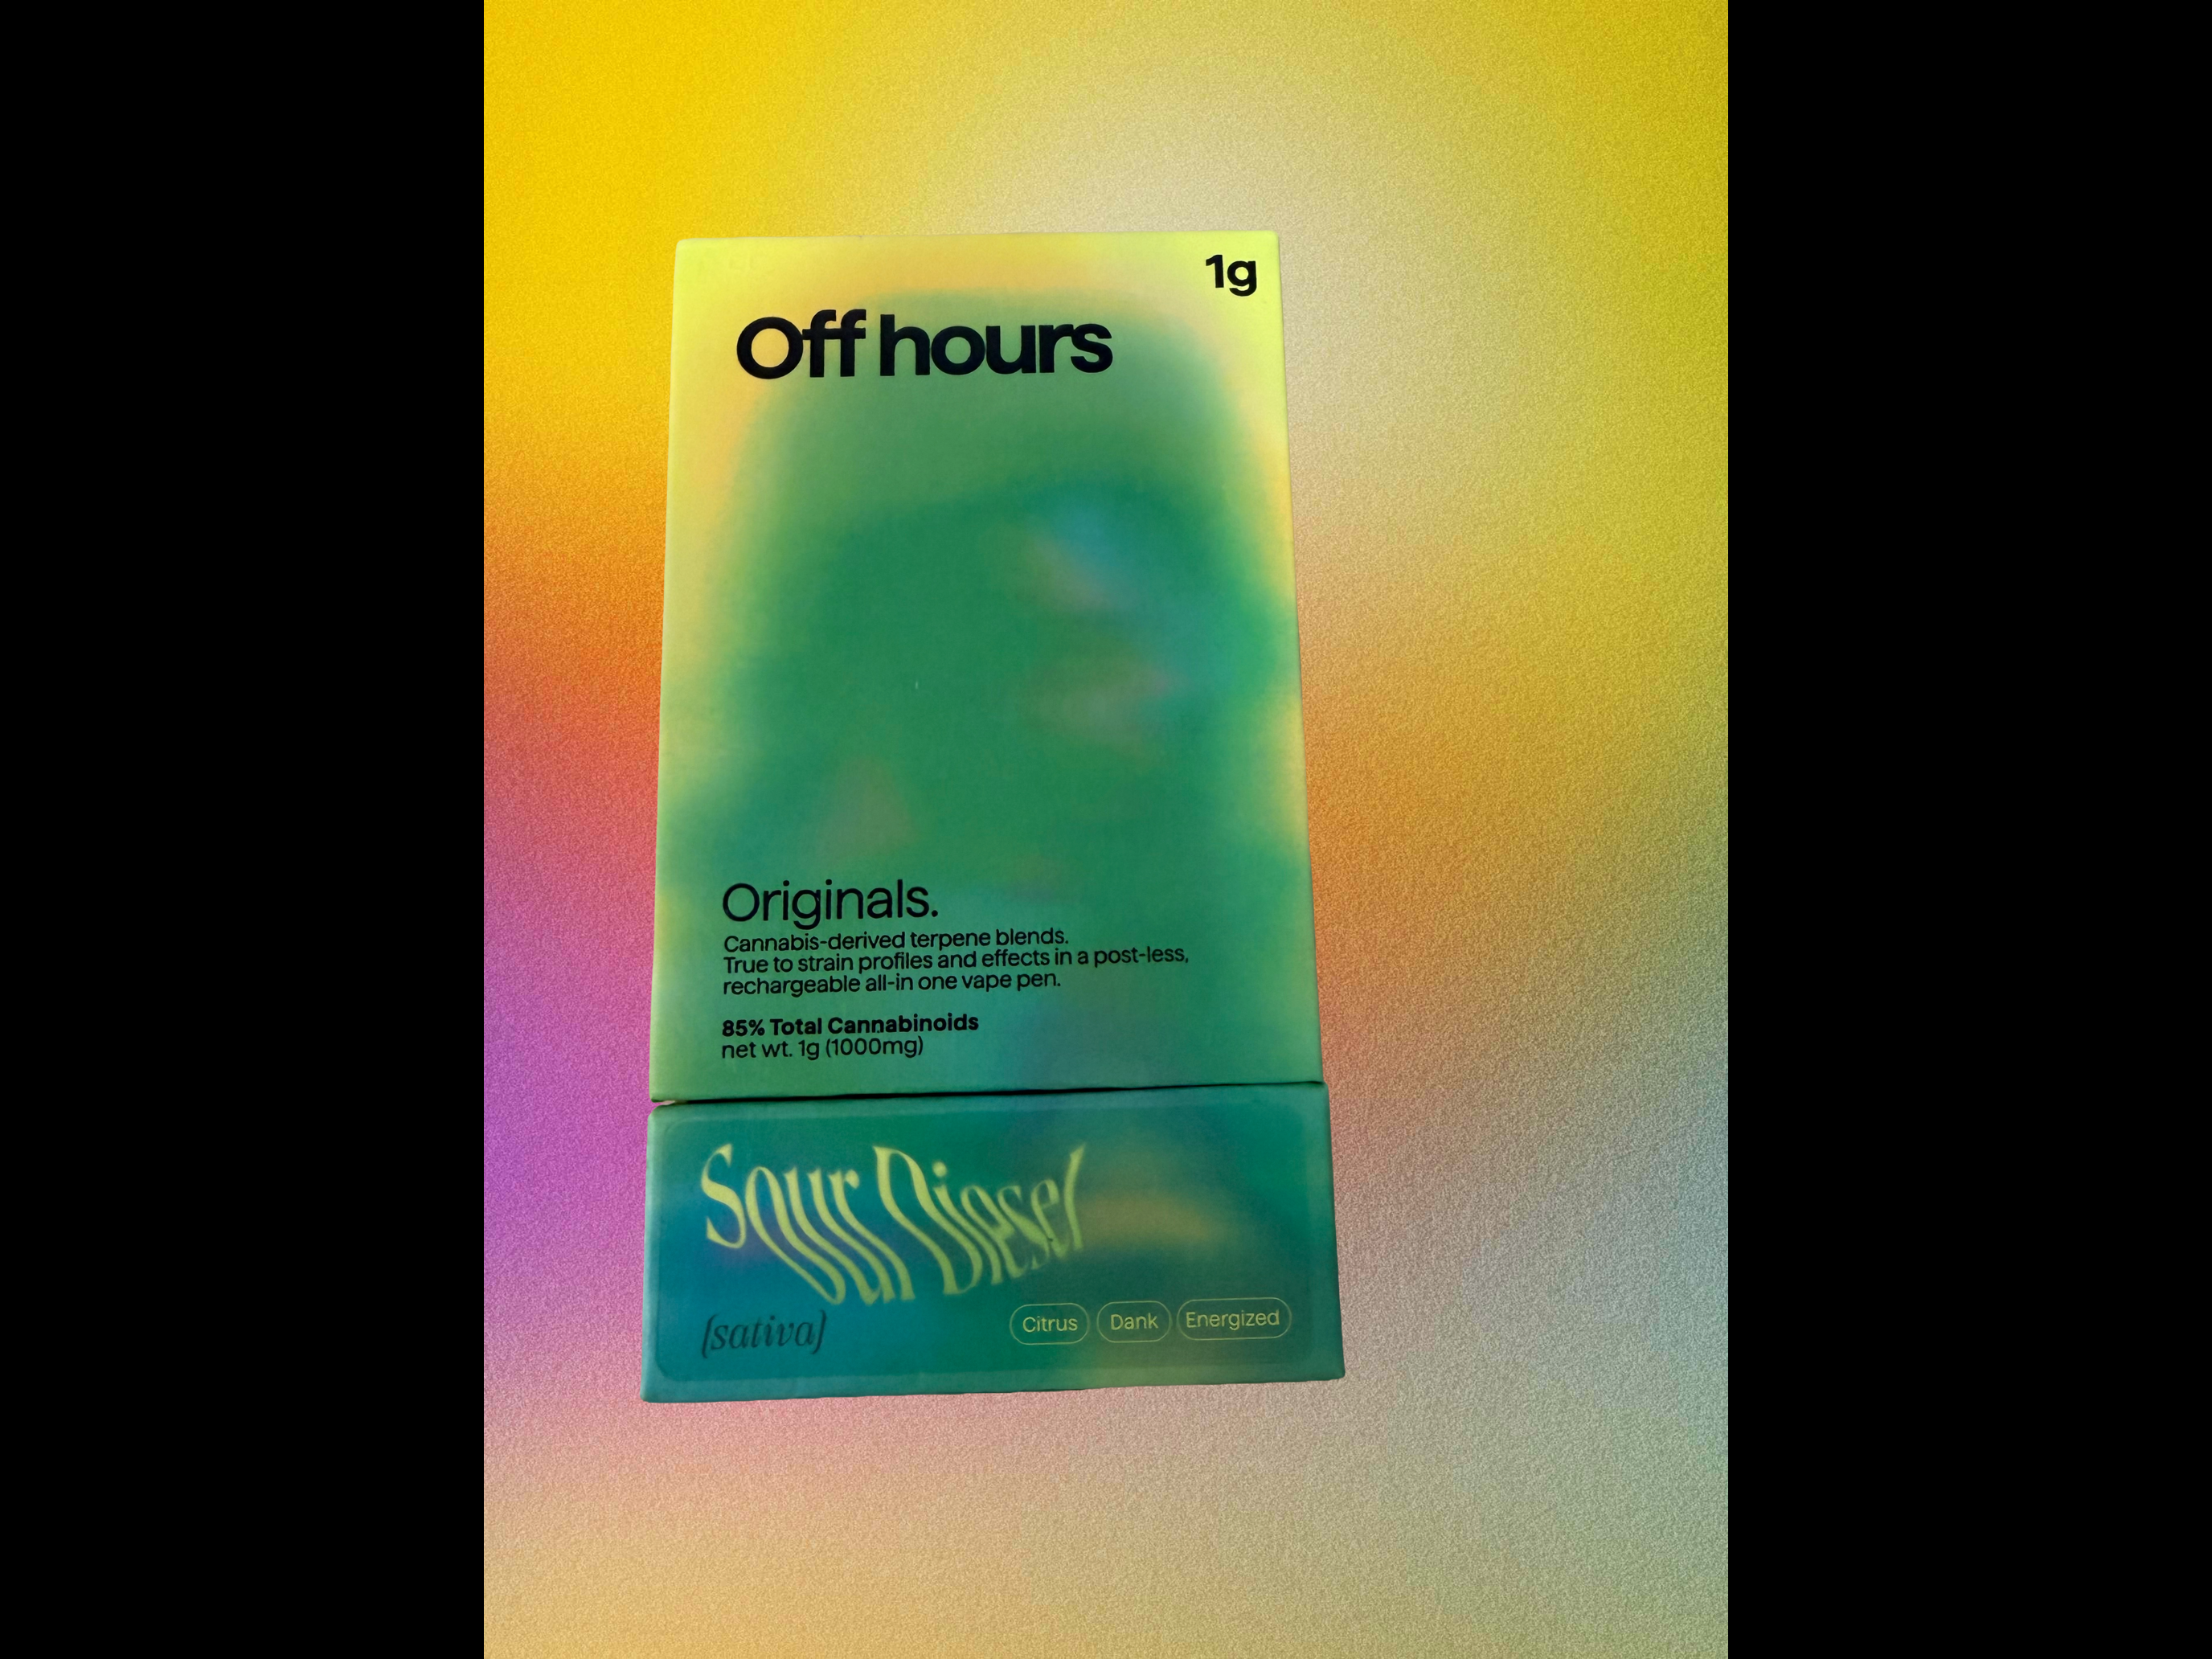 1g
Off hours
Originals.
Cannabis-derived terpene blends.
True to strain profiles and effects in a post-less,
rechargeable all-in one vape pen.
85% Total Cannabinoids
net wt. 1g (1000mg)
Sour Diesel
[sativa]
Citrus Dank Energized